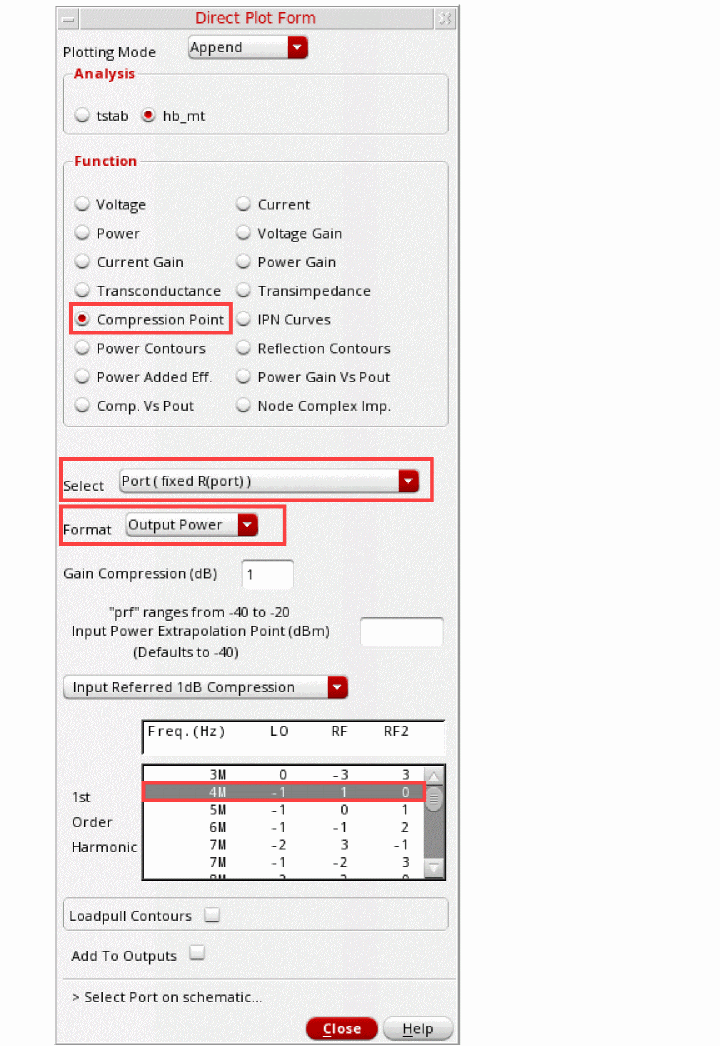 Direct Plot Form
Plotting Mode Append
Analysis
tstab hb_mt
Function
Voltage Current
Power Voltage Gain
Current Gain Power Gain
Transconductance Transimpedance
Compression Point IPN Curves
Power Contours Reflection Contours
Power Added Eff. Power Gain Vs Pout
Comp. Vs Pout Node Complex Imp.
Select Port ( fixed R(port) )
Format Output Power
Gain Compression (dB) 1
"prf" ranges from -40 to -20
Input Power Extrapolation Point (dBm)
(Defaults to -40)
Input Referred 1dB Compression
Freq.(Hz) LO RF RF2
3M 0 -3 3
4M -1 1 0
5M -1 0 1
6M -1 -1 2
7M -2 3 -1
7M -1 -2 3
1st
Order
Harmonic
Loadpull Contours
Add To Outputs
> Select Port on schematic...
Close Help